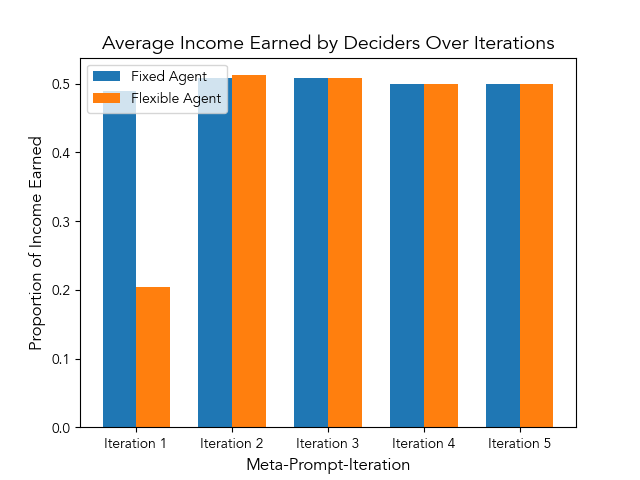 Average Income Earned by Deciders Over Iterations
Fixed Agent
Flexible Agent
Proportion of Income Earned
0.5
0.4
0.3
0.2
0.1
0.0
Iteration 1
Iteration 2
Iteration 3
Iteration 4
Iteration 5
Meta-Prompt-Iteration